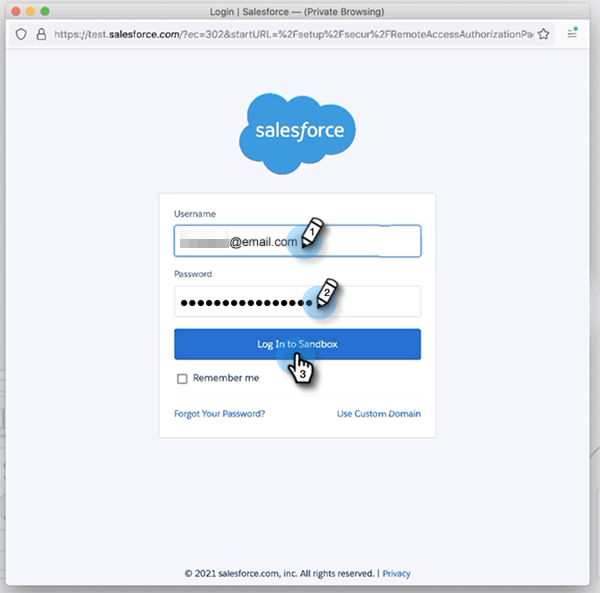 Login | Salesforce — (Private Browsing)
https://test.salesforce.com/?ec=302&startURL=%2Fsetup%2Fsecur%2FRemoteAccessAuthorizationPa
salesforce
Username
@email.com
1
Password
2
Log In to Sandbox
3
Remember me
Forgot Your Password? Use Custom Domain
© 2021 salesforce.com, inc. All rights reserved. | Privacy